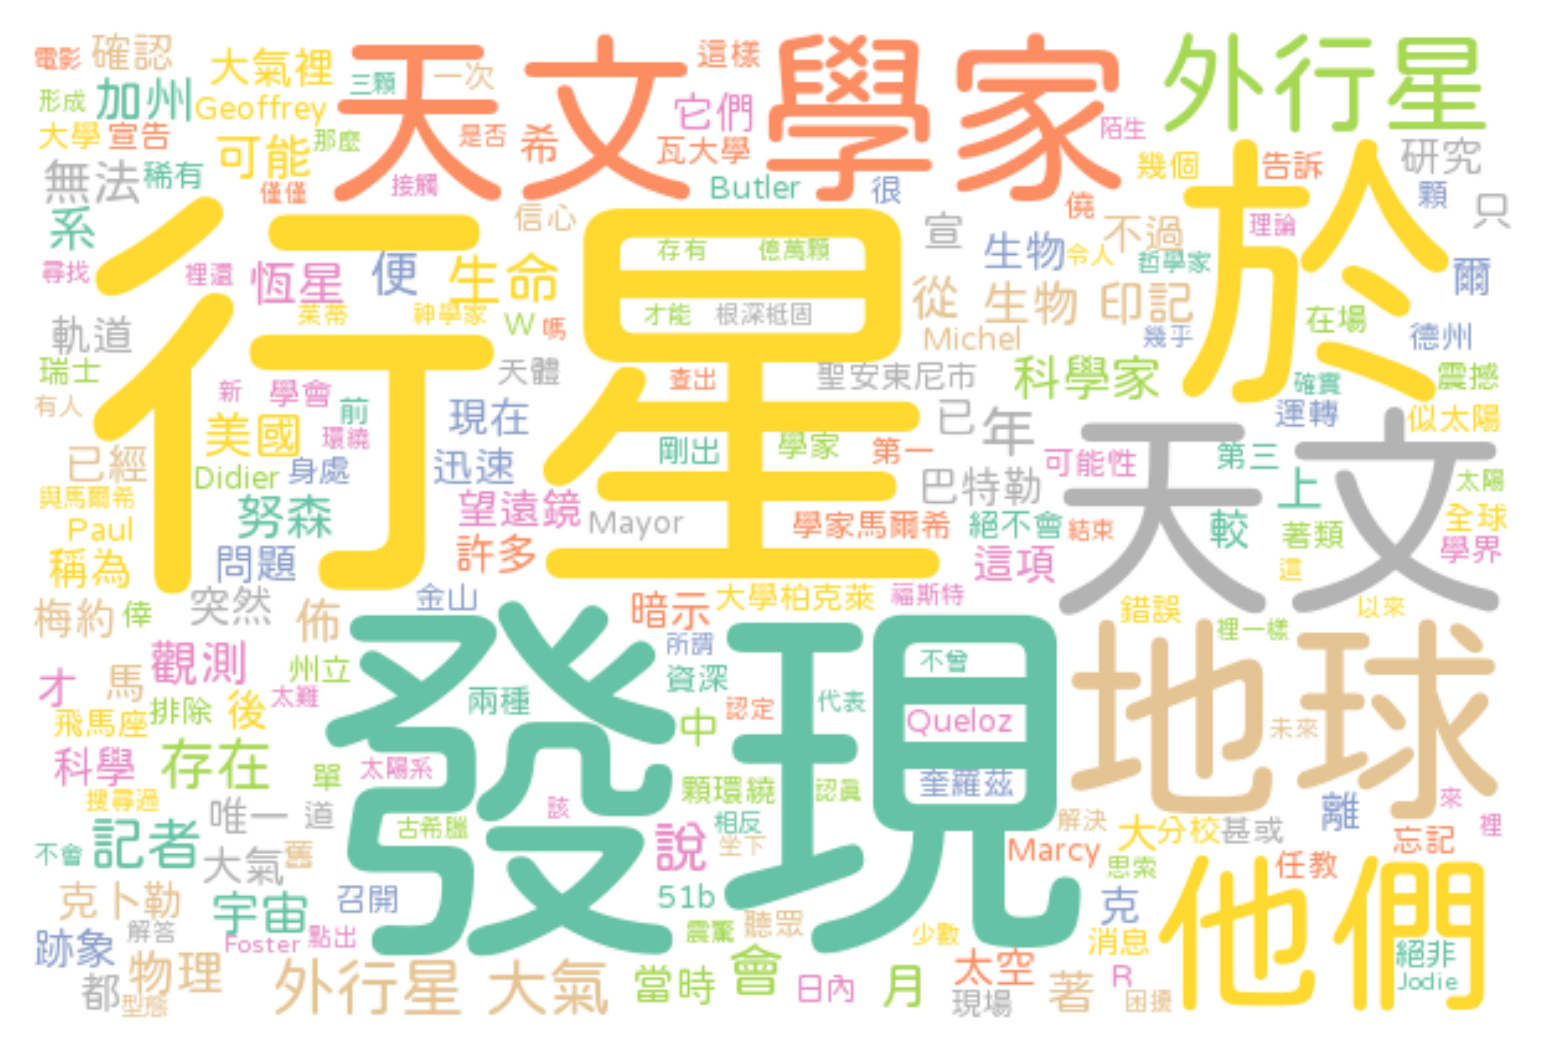 電影 確認 大氣裡 三顆 一次 天文學家 這樣 外行星
形成 加州 Geoffrey 它們 陌生
大學 宣告 可能 那麼 是否 希 瓦大學 幾個 告訴 研究
無法 稀有 僅僅 接觸 Butler 很 僥 於 顆 只
系 信心 宣 生物 令人 不過 理論
尋找 裡還 恆星 便 生命 行星 存有 億萬顆 哲學家 爾
茱蒂 神學家 W 嗎 才能 根深柢固 從 生物 印記 在場
軌道 Michel 幾乎 德州
瑞士 新 學會 天體 查出 聖安東尼市 科學家 確實 震撼
有人 美國 前 現在 已 年 運轉 似太陽
環繞 學家 第一 天文
已經 Didier 身處 迅速 剛出 巴特勒 可能性 第三 上 太陽
與馬爾希 努森 望遠鏡 Mayor 學家馬爾希 絕不會 結束 較 著類 全球
Paul 學界
稱為 問題 許多 這項 這
梅約 倖 突然 佈 金山 暗示 大學柏克萊 福斯特 錯誤 以來
發現 所謂 不曾 地球 裡一樣
才 馬 觀測 州立 太難 兩種 資深 代表
飛馬座 排除 後 中 認定 Queloz 未來
科學 存在 單 太陽系 顆環繞 認真 奎羅茲
搜尋過 唯一 道 該 離 來
不會 記者 古希臘 說 相反 坐下 解決 大分校 甚或 忘記 裡
大氣 舊 Marcy 思索 任教
克卜勒 宇宙 召開 51b 克 他們
跡象 解答 Foster 點出 震驚 聽眾 少數 消息 絕非
都 型態 物理 外行星 大氣 當時 會 日內 月 太空 現場 著 R 困擾 Jodie